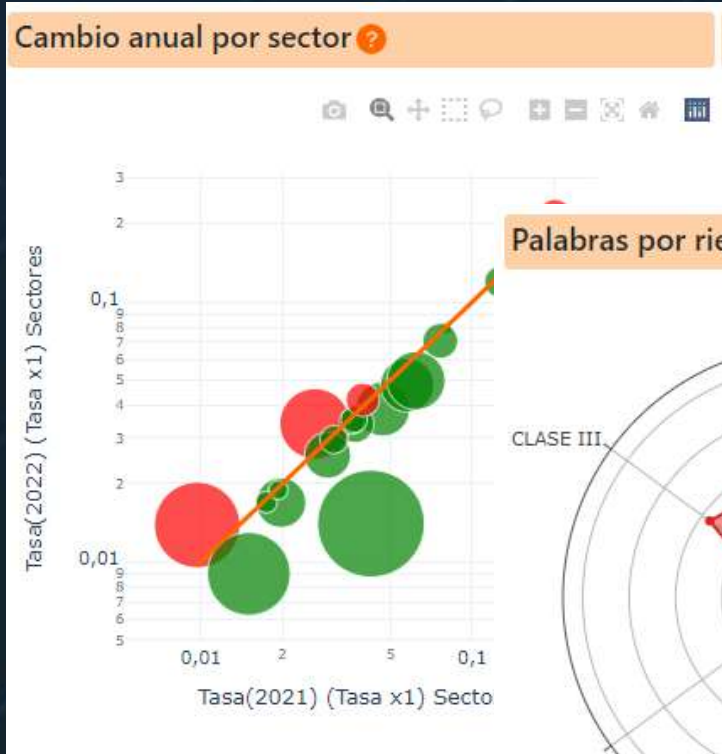 Cambio anual por sector ?
3
2
Palabras por rie
0,1
9
8
7
6
5
4
3
2
0,01
9
8
7
6
5
Tasa(2022) (Tasa x1) Sectores
CLASE III
0,01 2 5 0,1
Tasa(2021) (Tasa x1) Secto